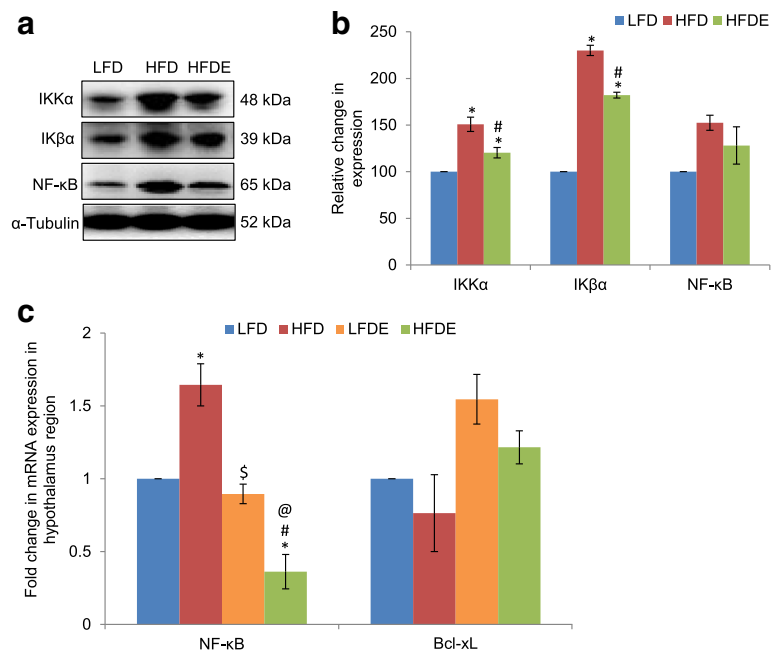 a
LFD HFD HFDE
IKKα 48 kDa
IKβα 39 kDa
NF-κB 65 kDa
α-Tubulin 52 kDa
b
LFD HFD HFDE
Relative change in
expression
250
200
150
100
50
0
* # *
* # *
IKKα IKβα NF-κB
c
LFD HFD LFDE HFDE
Fold change in mRNA expression in
hypothalamus region
2
1.5
1
0.5
0
*
$
@
#
*
NF-κB Bcl-xL